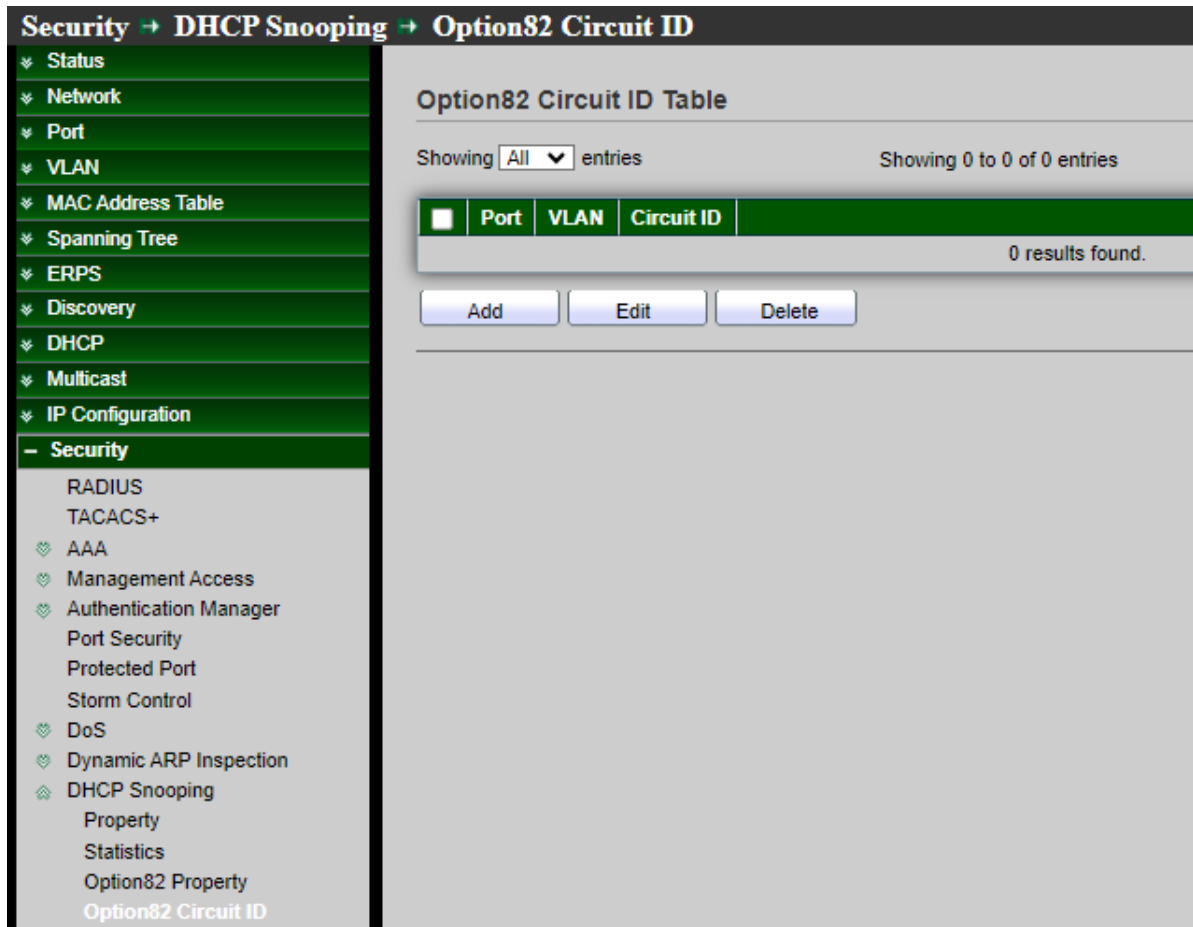 Security → DHCP Snooping → Option82 Circuit ID
Status
Network
Port
VLAN
MAC Address Table
Spanning Tree
ERPS
Discovery
DHCP
Multicast
IP Configuration
Security
RADIUS
TACACS+
AAA
Management Access
Authentication Manager
Port Security
Protected Port
Storm Control
DoS
Dynamic ARP Inspection
DHCP Snooping
Property
Statistics
Option82 Property
Option82 Circuit ID
Option82 Circuit ID Table
Showing All entries Showing 0 to 0 of 0 entries
Port VLAN Circuit ID
0 results found.
Add Edit Delete